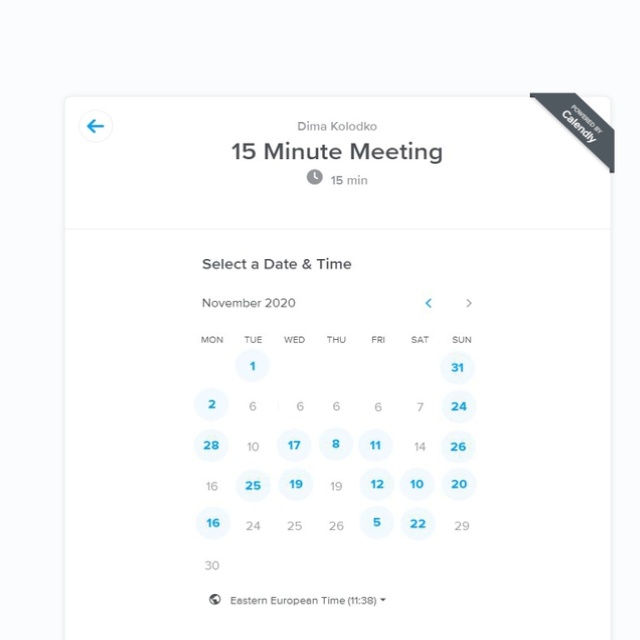 POWERED BY
Calendly
Dima Kolodko
15 Minute Meeting
15 min
Select a Date & Time
November 2020
MON TUE WED THU FRI SAT SUN
1 31
2 6 6 6 6 7 24
28 10 17 8 11 14 26
16 25 19 19 12 10 20
16 24 25 26 5 22 29
30
Eastern European Time (11:38)